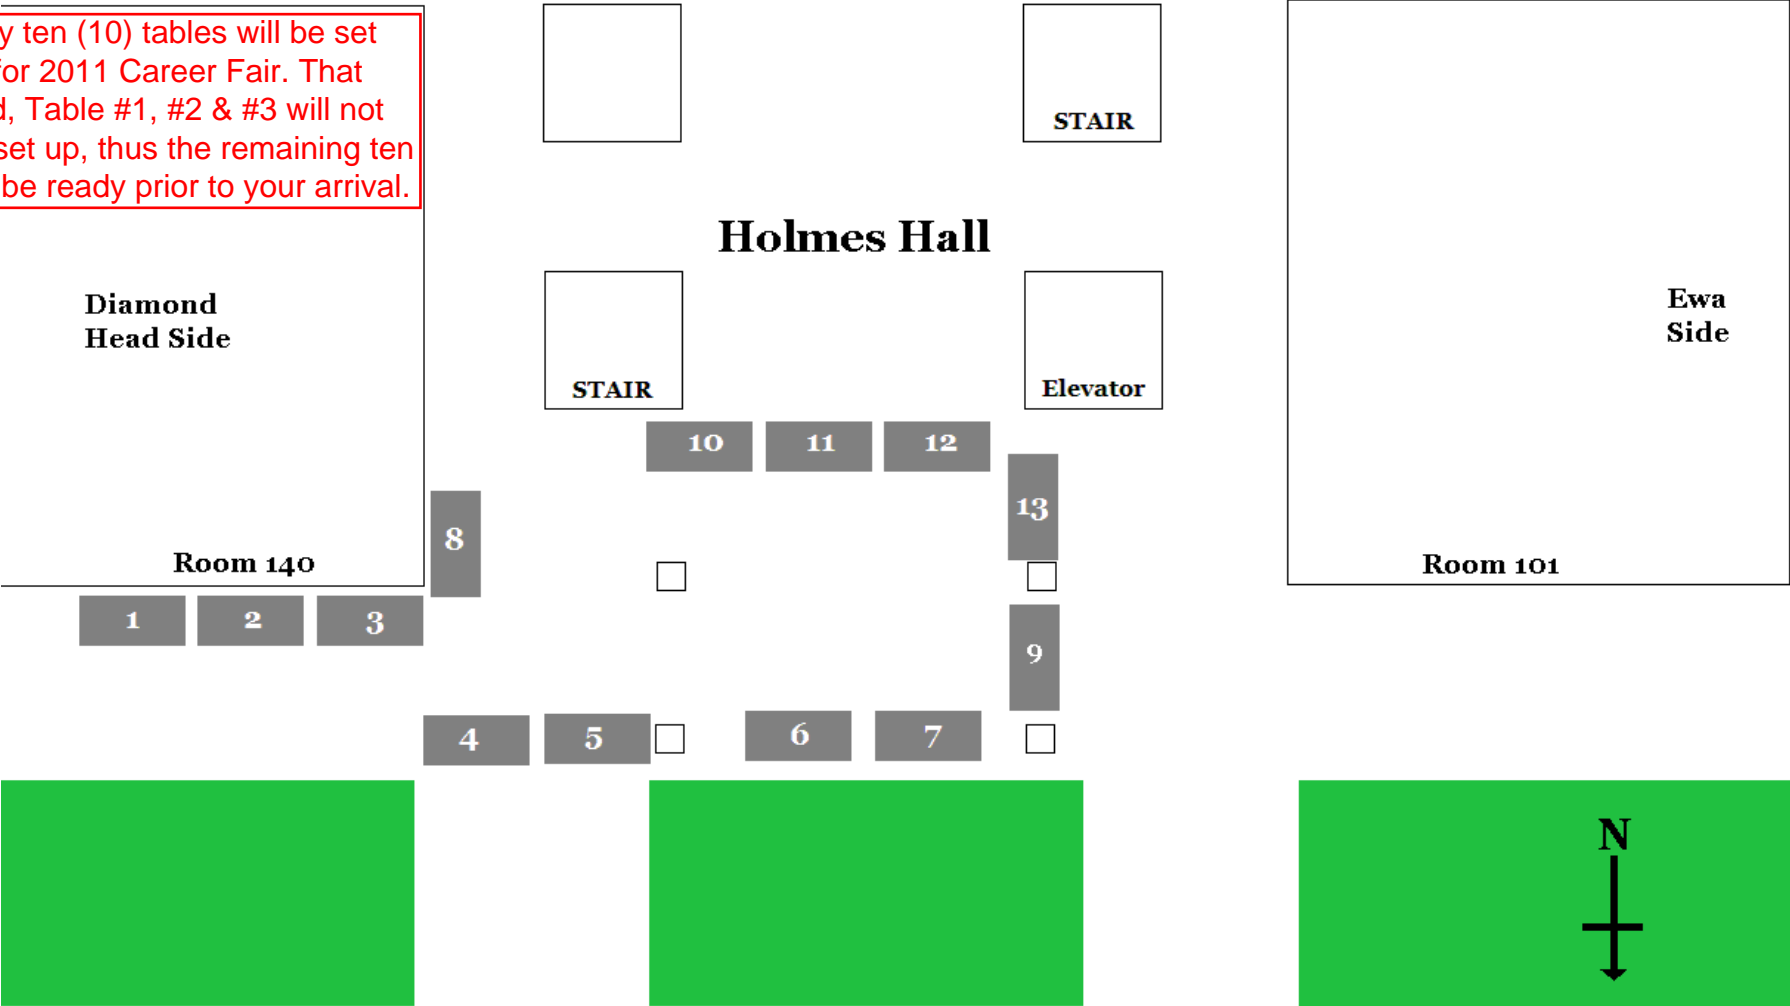 ten (10) tables will be set
for 2011 Career Fair. That
Table #1, #2 & #3 will not
set up, thus the remaining ten
be ready prior to your arrival.
STAIR
Holmes Hall
Diamond
Head Side
Ewa
Side
STAIR
Elevator
10 11 12
13
8
Room 140
Room 101
1 2 3
9
4 5 6 7
N